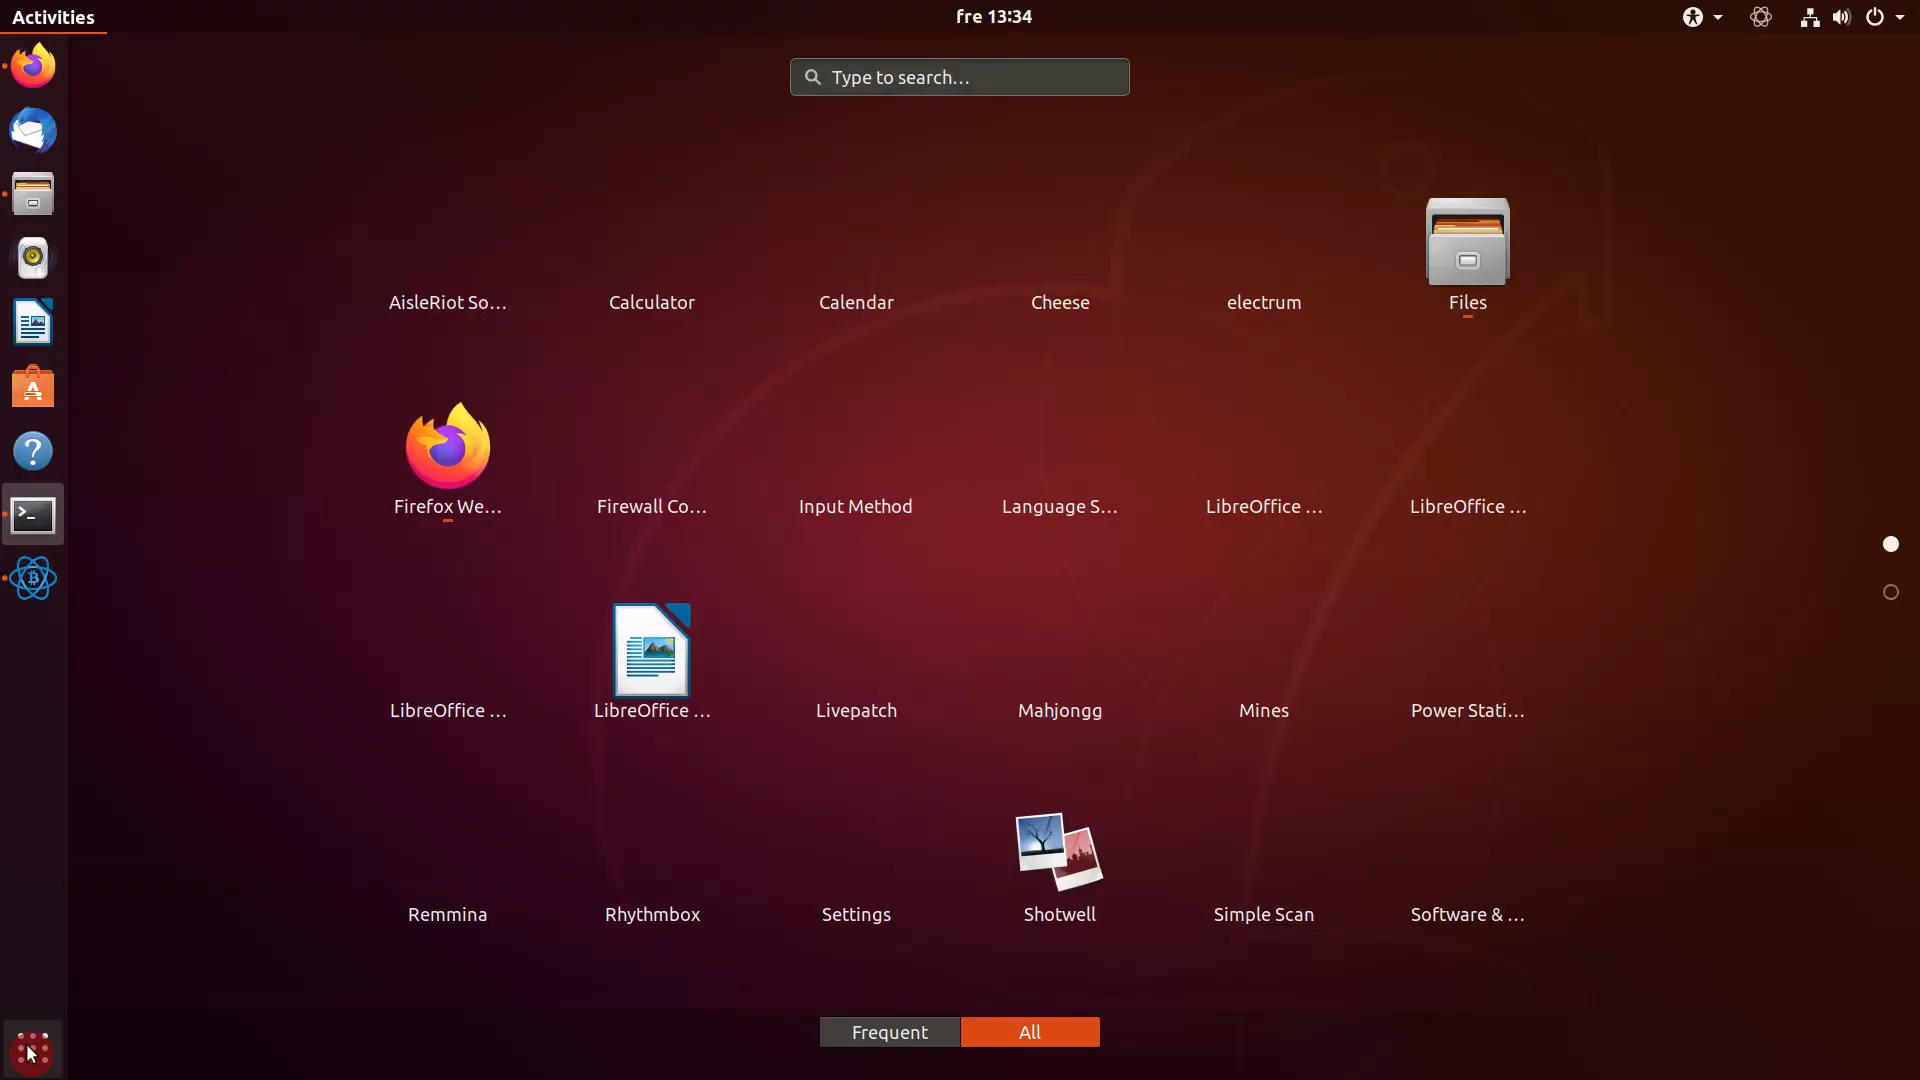 Activities
fre 13:34
Type to search…
AisleRiot So…
Calculator
Calendar
Cheese
electrum
Files
Firefox We…
Firewall Co…
Input Method
Language S…
LibreOffice …
LibreOffice …
LibreOffice …
LibreOffice …
Livepatch
Mahjongg
Mines
Power Stati…
Remmina
Rhythmbox
Settings
Shotwell
Simple Scan
Software & …
Frequent
All